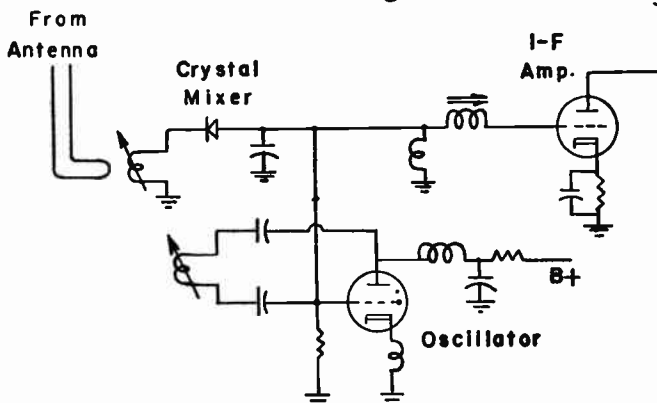 From
Antenna
Crystal
Mixer
I-F
Amp.
B+
Oscillator